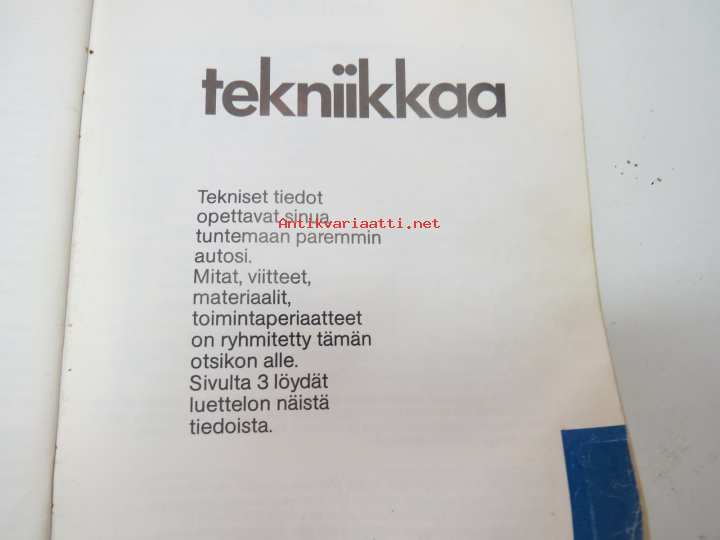 tekniikkaa
Tekniset tiedot
opettavat sinua
Antikvariaatti.net
tuntemaan paremmin
autosi.
Mitat, viitteet,
materiaalit,
toimintaperiaatteet
on ryhmitetty tämän
otsikon alle.
Sivulta 3 löydät
luettelon näistä
tiedoista.